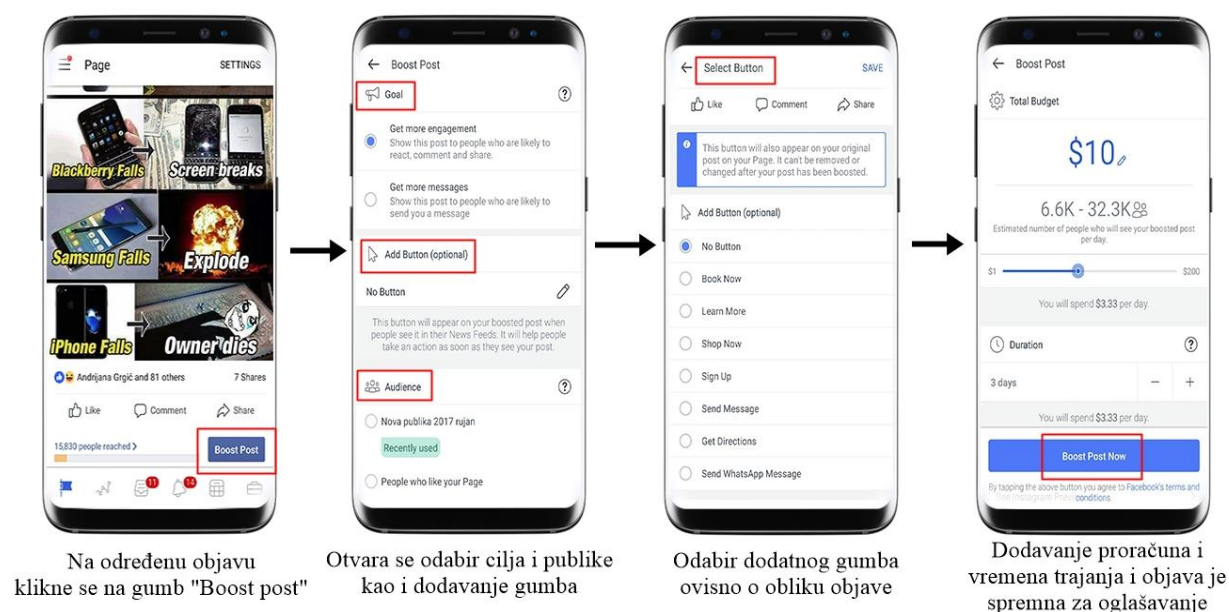 Page
SETTINGS
Blackberry Falls
Screen breaks
Samsung Falls
Explode
iPhone Falls
Owner dies
Andrijana Grgić and 81 others
7 Shares
Like
Comment
Share
15,830 people reached >
Boost Post
11
14
Na određenu objavu
klikne se na gumb "Boost post"
Boost Post
Goal
Get more engagement
Show this post to people who are likely to
react, comment and share.
Get more messages
Show this post to people who are likely to
send you a message
Add Button (optional)
No Button
This button will appear on your boosted post when
people see it in their News Feeds. It will help people
take an action as soon as they see your post.
Audience
Nova publika 2017 rujan
Recently used
People who like your Page
Otvara se odabir cilja i publike
kao i dodavanje gumba
Select Button
SAVE
Like
Comment
Share
This button will also appear on your original
post on your Page. It can't be removed or
changed after your post has been boosted.
Add Button (optional)
No Button
Book Now
Learn More
Shop Now
Sign Up
Send Message
Get Directions
Send WhatsApp Message
Odabir dodatnog gumba
ovisno o obliku objave
Boost Post
Total Budget
$10
6.6K - 32.3K
Estimated number of people who will see your boosted post
per day.
$1
$200
You will spend $3.33 per day.
Duration
3 days
You will spend $3.33 per day.
Boost Post Now
By tapping the above button you agree to Facebook's terms and
conditions
See Instagram
Dodavanje proračuna i
vremena trajanja i objava je
spremna za oglašavanje